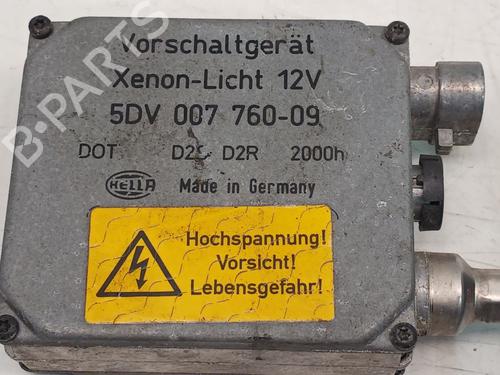 Vorschaltgerät
Xenon-Licht 12V
5DV 007 760-09
DOT D2S D2R 2000h
HELLA Made in Germany
Hochspannung!
Vorsicht!
Lebensgefahr!
B-PARTS